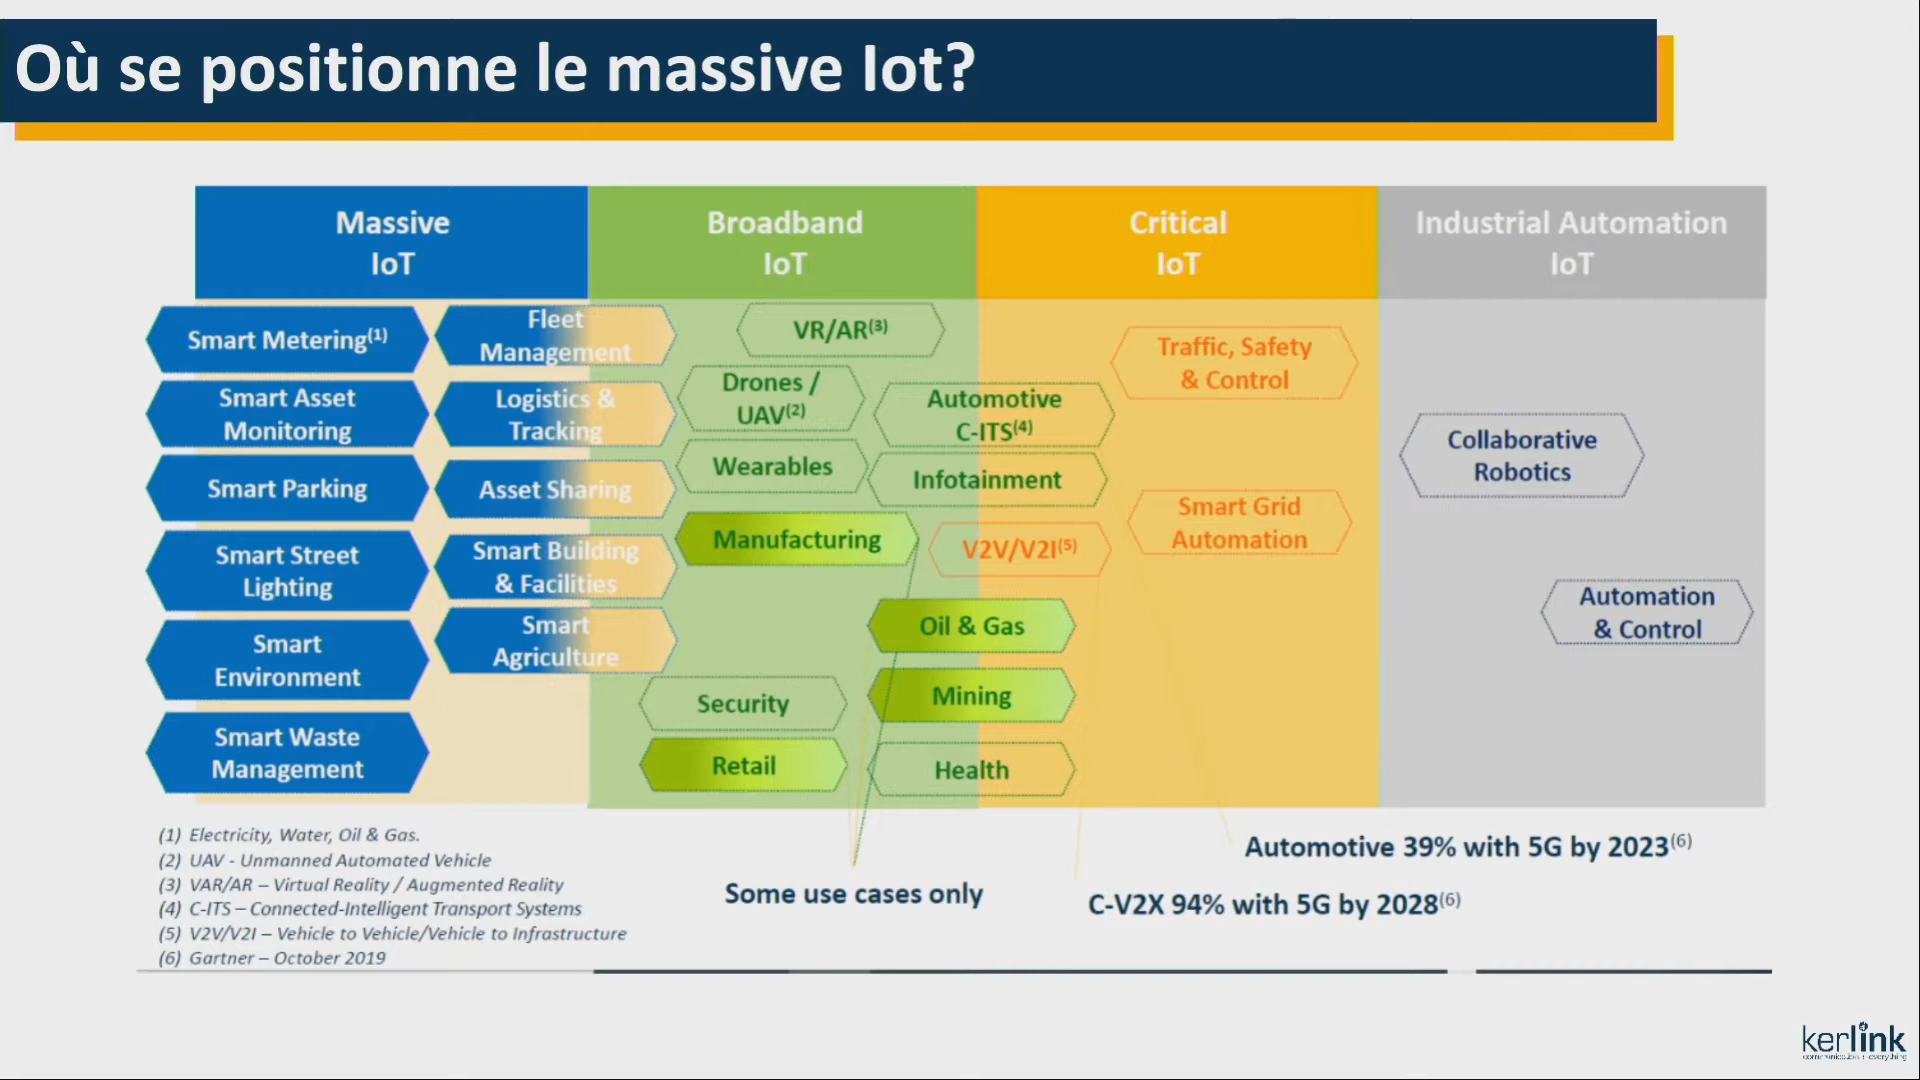 Où se positionne le massive Iot?
Massive
IoT
Broadband
IoT
Critical
IoT
Industrial Automation
IoT
Smart Metering(1)
Smart Asset
Monitoring
Smart Parking
Smart Street
Lighting
Smart
Environment
Smart Waste
Management
Fleet
Management
Logistics &
Tracking
Asset Sharing
Smart Building
& Facilities
Smart
Agriculture
VR/AR(3)
Drones /
UAV(2)
Wearables
Manufacturing
Security
Retail
Automotive
C-ITS(4)
Infotainment
V2V/V2I(5)
Oil & Gas
Mining
Health
Traffic, Safety
& Control
Smart Grid
Automation
Collaborative
Robotics
Automation
& Control
(1) Electricity, Water, Oil & Gas.
(2) UAV - Unmanned Automated Vehicle
(3) VAR/AR – Virtual Reality / Augmented Reality
(4) C-ITS – Connected-Intelligent Transport Systems
(5) V2V/V2I – Vehicle to Vehicle/Vehicle to Infrastructure
(6) Gartner – October 2019
Some use cases only
Automotive 39% with 5G by 2023(6)
C-V2X 94% with 5G by 2028(6)
kerlink